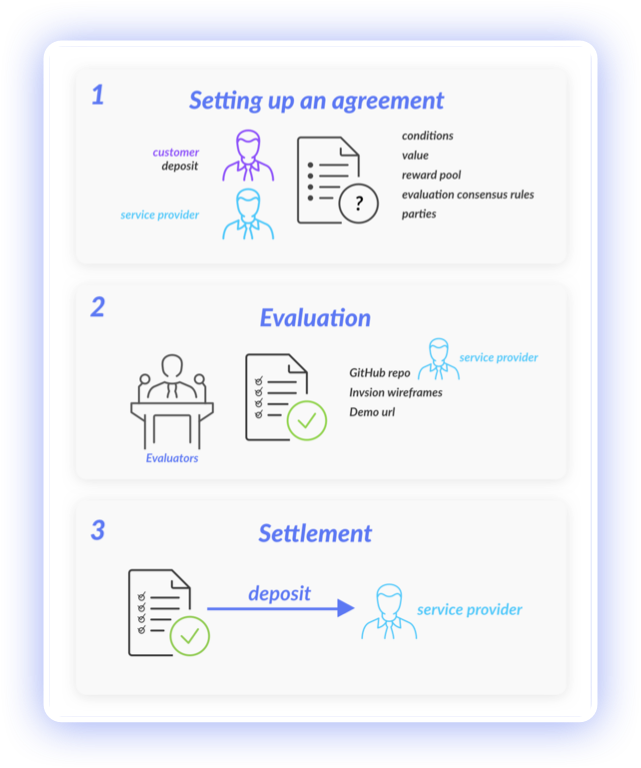 1
Setting up an agreement
customer
deposit
service provider
?
conditions
value
reward pool
evaluation consensus rules
parties
2
Evaluation
Evaluators
service provider
GitHub repo
Invsion wireframes
Demo url
3
Settlement
deposit
service provider